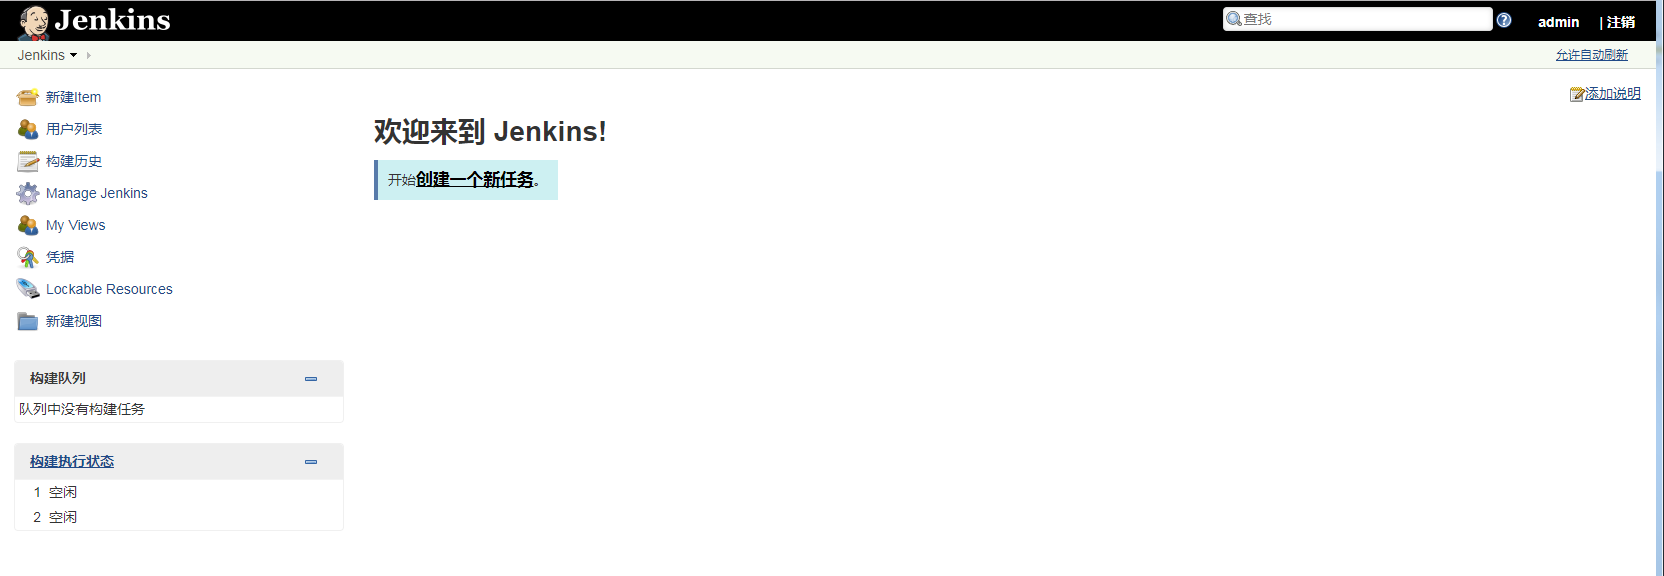 Jenkins
查找
admin
| 注销
Jenkins
允许自动刷新
新建Item
用户列表
构建历史
Manage Jenkins
My Views
凭据
Lockable Resources
新建视图
构建队列
队列中没有构建任务
构建执行状态
1 空闲
2 空闲
添加说明
欢迎来到 Jenkins!
开始创建一个新任务。